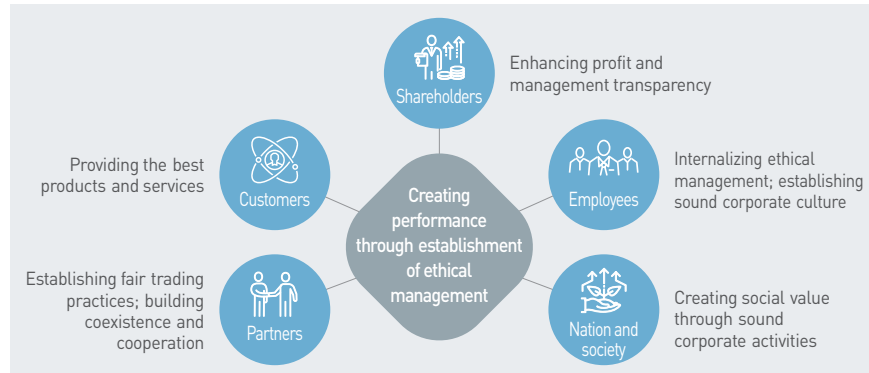 Shareholders
Enhancing profit and
management transparency
Customers
Providing the best
products and services
Employees
Internalizing ethical
management; establishing
sound corporate culture
Creating
performance
through establishment
of ethical
management
Partners
Establishing fair trading
practices; building
coexistence and
cooperation
Nation and
society
Creating social value
through sound
corporate activities